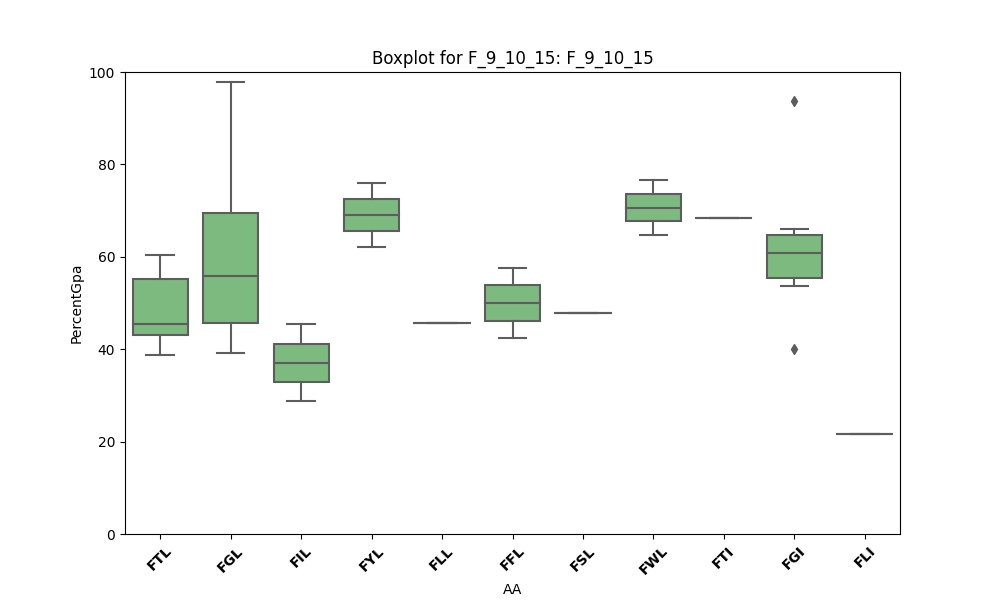 Boxplot for F_9_10_15: F_9_10_15
100
80
60
40
20
0
PercentGpa
FTL FGL FIL FYL FLL FFL FSL FWL FTI FGI FLI
AA